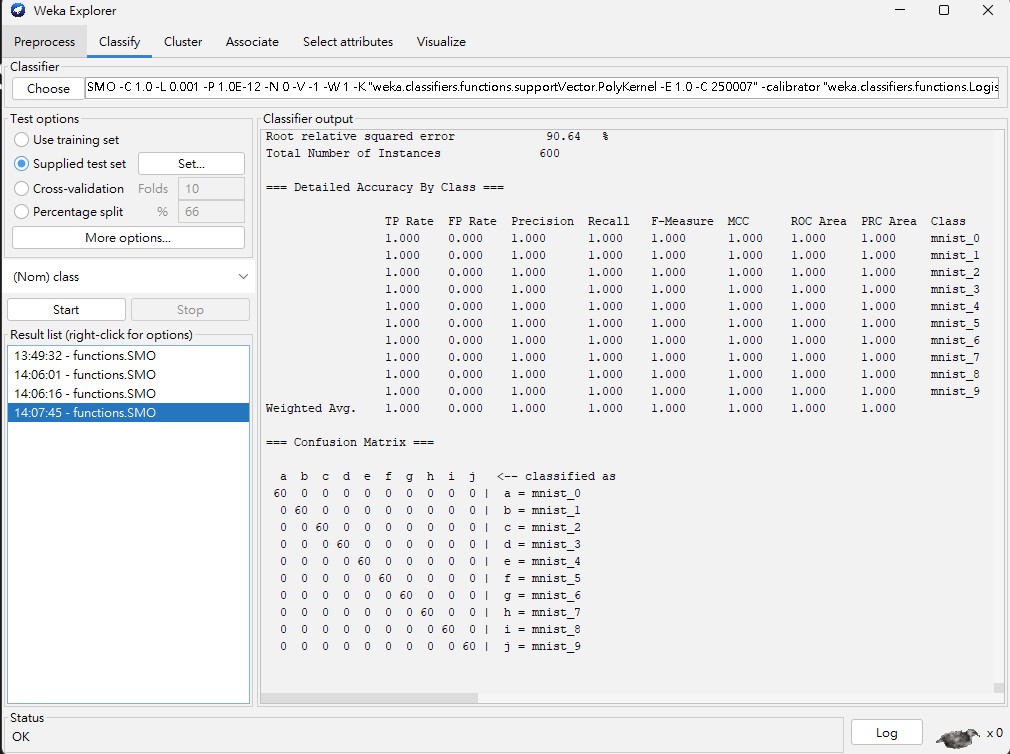 Weka Explorer
Preprocess Classify Cluster Associate Select attributes Visualize
Classifier
Choose SMO -C 1.0 -L 0.001 -P 1.0E-12 -N 0 -V -1 -W 1 -K "weka.classifiers.functions.supportVector.PolyKernel -E 1.0 -C 250007" -calibrator "weka.classifiers.functions.Logis
Test options
Use training set
Supplied test set Set...
Cross-validation Folds 10
Percentage split % 66
More options...
(Nom) class
Start Stop
Result list (right-click for options)
13:49:32 - functions.SMO
14:06:01 - functions.SMO
14:06:16 - functions.SMO
14:07:45 - functions.SMO
Classifier output
Root relative squared error 90.64 %
Total Number of Instances 600
=== Detailed Accuracy By Class ===
TP Rate FP Rate Precision Recall F-Measure MCC ROC Area PRC Area Class
1.000 0.000 1.000 1.000 1.000 1.000 1.000 1.000 mnist_0
1.000 0.000 1.000 1.000 1.000 1.000 1.000 1.000 mnist_1
1.000 0.000 1.000 1.000 1.000 1.000 1.000 1.000 mnist_2
1.000 0.000 1.000 1.000 1.000 1.000 1.000 1.000 mnist_3
1.000 0.000 1.000 1.000 1.000 1.000 1.000 1.000 mnist_4
1.000 0.000 1.000 1.000 1.000 1.000 1.000 1.000 mnist_5
1.000 0.000 1.000 1.000 1.000 1.000 1.000 1.000 mnist_6
1.000 0.000 1.000 1.000 1.000 1.000 1.000 1.000 mnist_7
1.000 0.000 1.000 1.000 1.000 1.000 1.000 1.000 mnist_8
1.000 0.000 1.000 1.000 1.000 1.000 1.000 1.000 mnist_9
Weighted Avg. 1.000 0.000 1.000 1.000 1.000 1.000 1.000 1.000
=== Confusion Matrix ===
a b c d e f g h i j <-- classified as
60 0 0 0 0 0 0 0 0 0 | a = mnist_0
0 60 0 0 0 0 0 0 0 0 | b = mnist_1
0 0 60 0 0 0 0 0 0 0 | c = mnist_2
0 0 0 60 0 0 0 0 0 0 | d = mnist_3
0 0 0 0 60 0 0 0 0 0 | e = mnist_4
0 0 0 0 0 60 0 0 0 0 | f = mnist_5
0 0 0 0 0 0 60 0 0 0 | g = mnist_6
0 0 0 0 0 0 0 60 0 0 | h = mnist_7
0 0 0 0 0 0 0 0 60 0 | i = mnist_8
0 0 0 0 0 0 0 0 0 60 | j = mnist_9
Status
OK
Log x 0